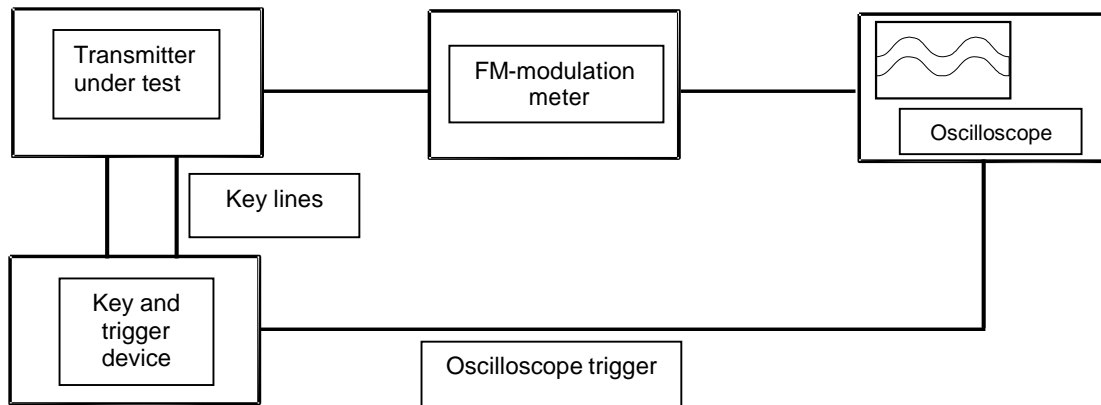 Transmitter
under test
FM-modulation
meter
Oscilloscope
Key lines
Key and
trigger
device
Oscilloscope trigger